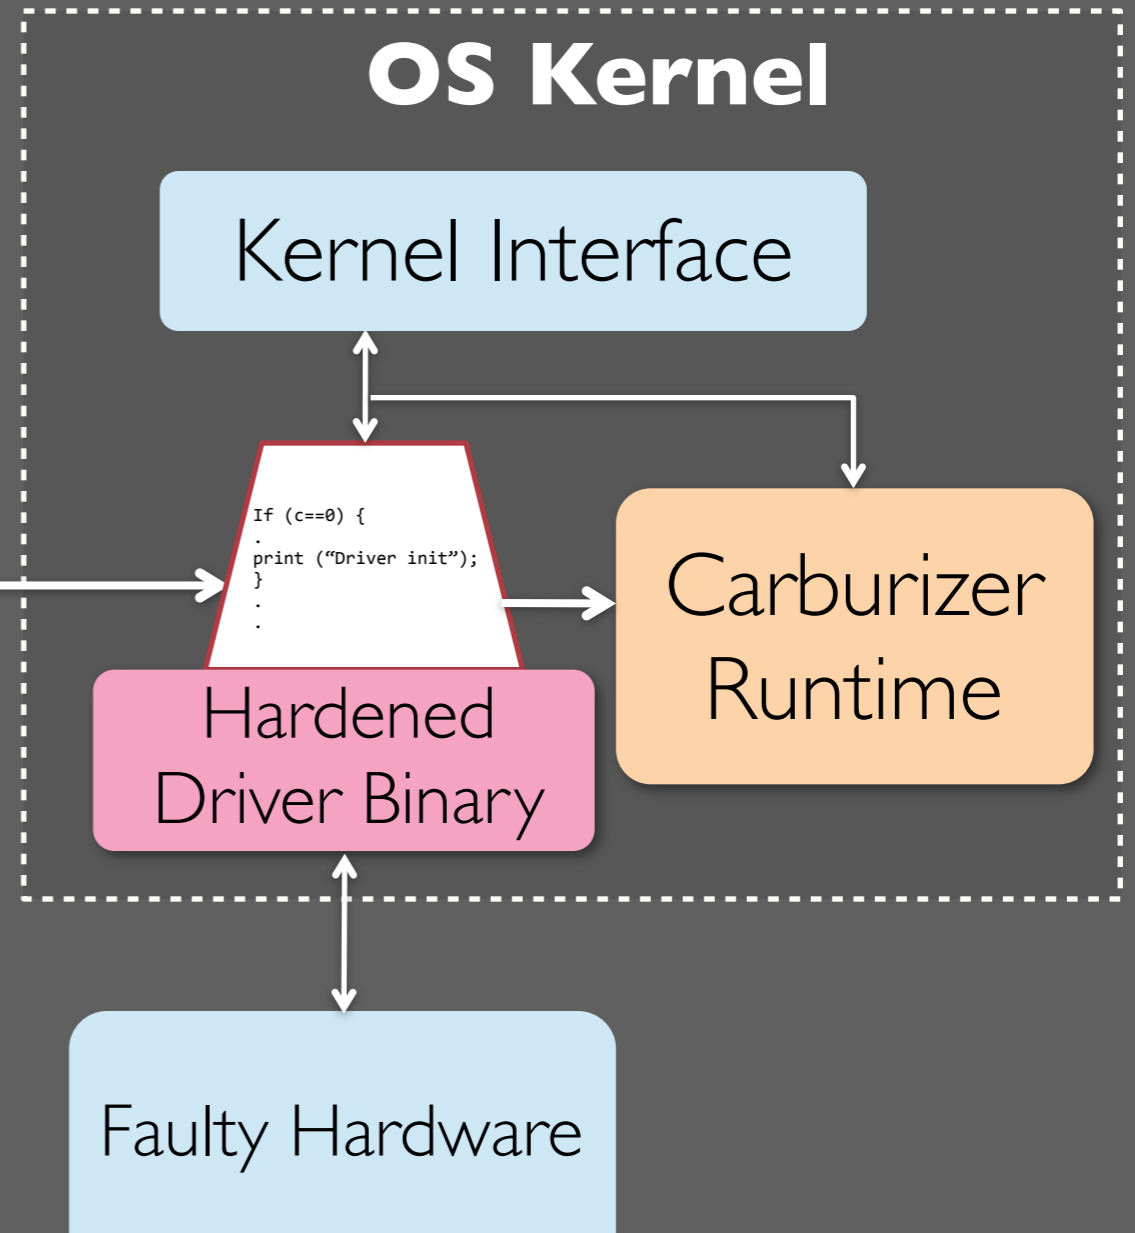 OS Kernel
Kernel Interface
If (c==0) {
.
print (“Driver init”);
}
.
.
Carburizer
Runtime
Hardened
Driver Binary
Faulty Hardware